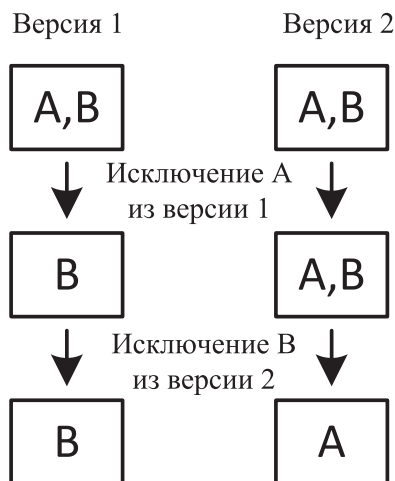 Версия 1 Версия 2
A,B A,B
Исключение А
из версии 1
B A,B
Исключение В
из версии 2
B A